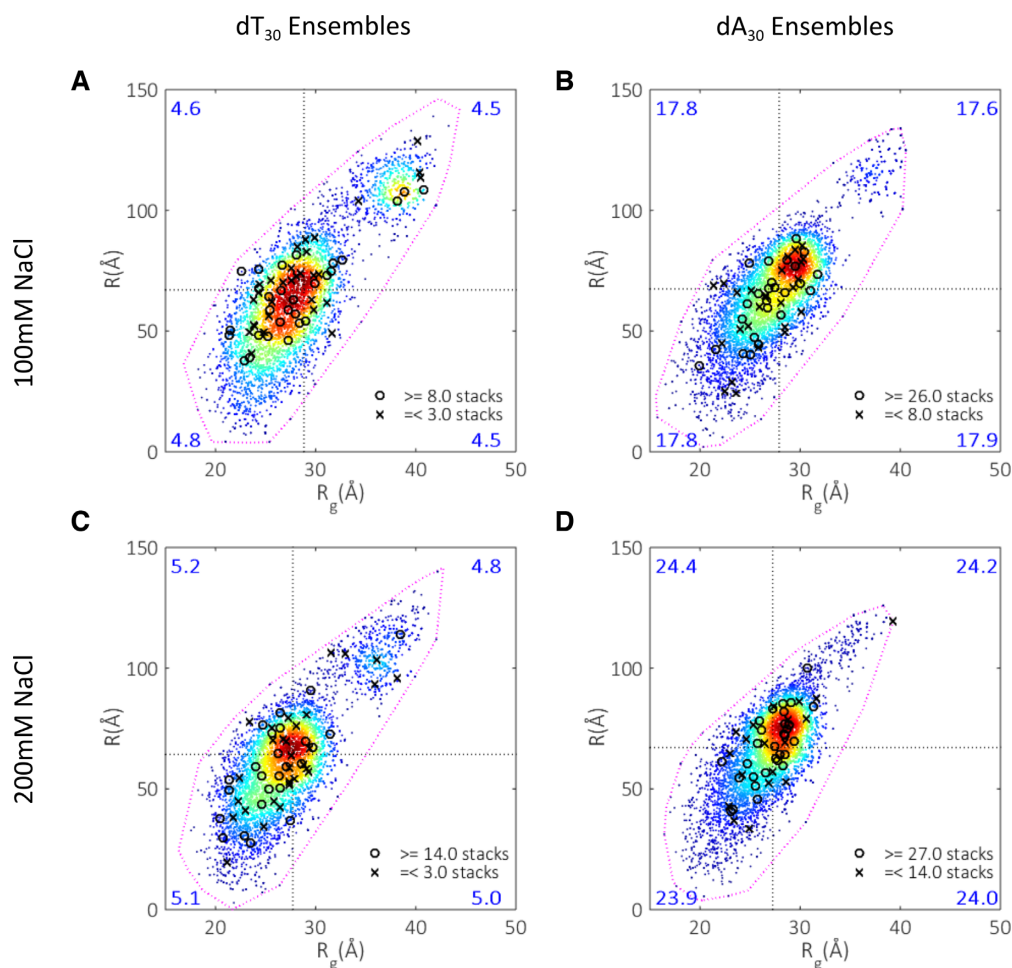 dT30 Ensembles
dA30 Ensembles
100mM NaCl
200mM NaCl
A
150
100
50
0
R(Å)
4.6
4.5
4.8
4.5
>= 8.0 stacks
=< 3.0 stacks
20
30
40
50
Rg(Å)
B
150
100
50
0
R(Å)
17.8
17.6
17.8
17.9
>= 26.0 stacks
=< 8.0 stacks
20
30
40
50
Rg(Å)
C
150
100
50
0
R(Å)
5.2
4.8
5.1
5.0
>= 14.0 stacks
=< 3.0 stacks
20
30
40
50
Rg(Å)
D
150
100
50
0
R(Å)
24.4
24.2
23.9
24.0
>= 27.0 stacks
=< 14.0 stacks
20
30
40
50
Rg(Å)